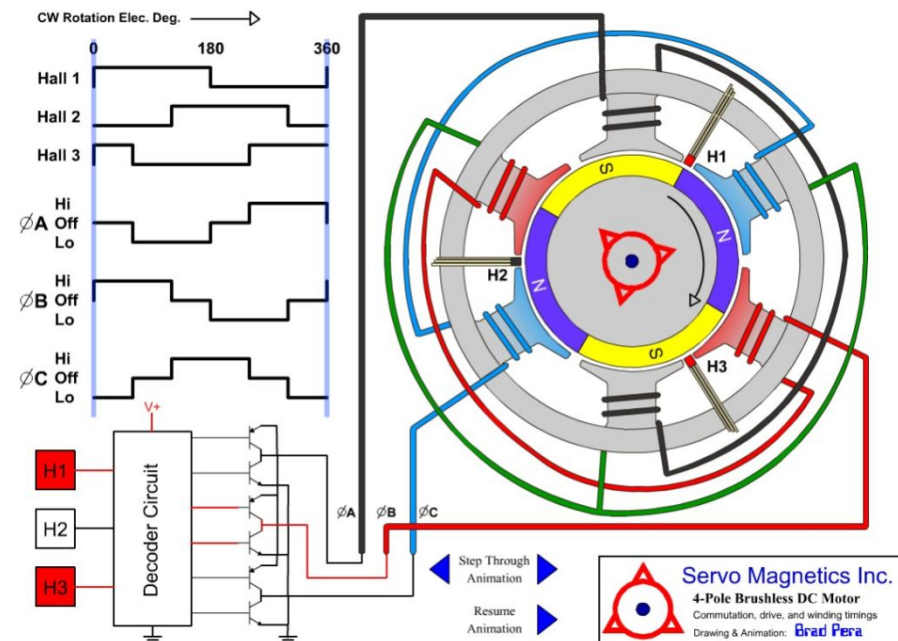 CW Rotation Elec. Deg.
0 180 360
Hall 1
Hall 2
Hall 3
ØA Hi Off Lo
ØB Hi Off Lo
ØC Hi Off Lo
V+
H1
H2
H3
Decoder Circuit
S
N
N
S
H1
H2
H3
ØA ØB ØC
Step Through
Animation
Resume
Animation
Servo Magnetics Inc.
4-Pole Brushless DC Motor
Commutation, drive, and winding timings
Drawing & Animation: Brad Pera